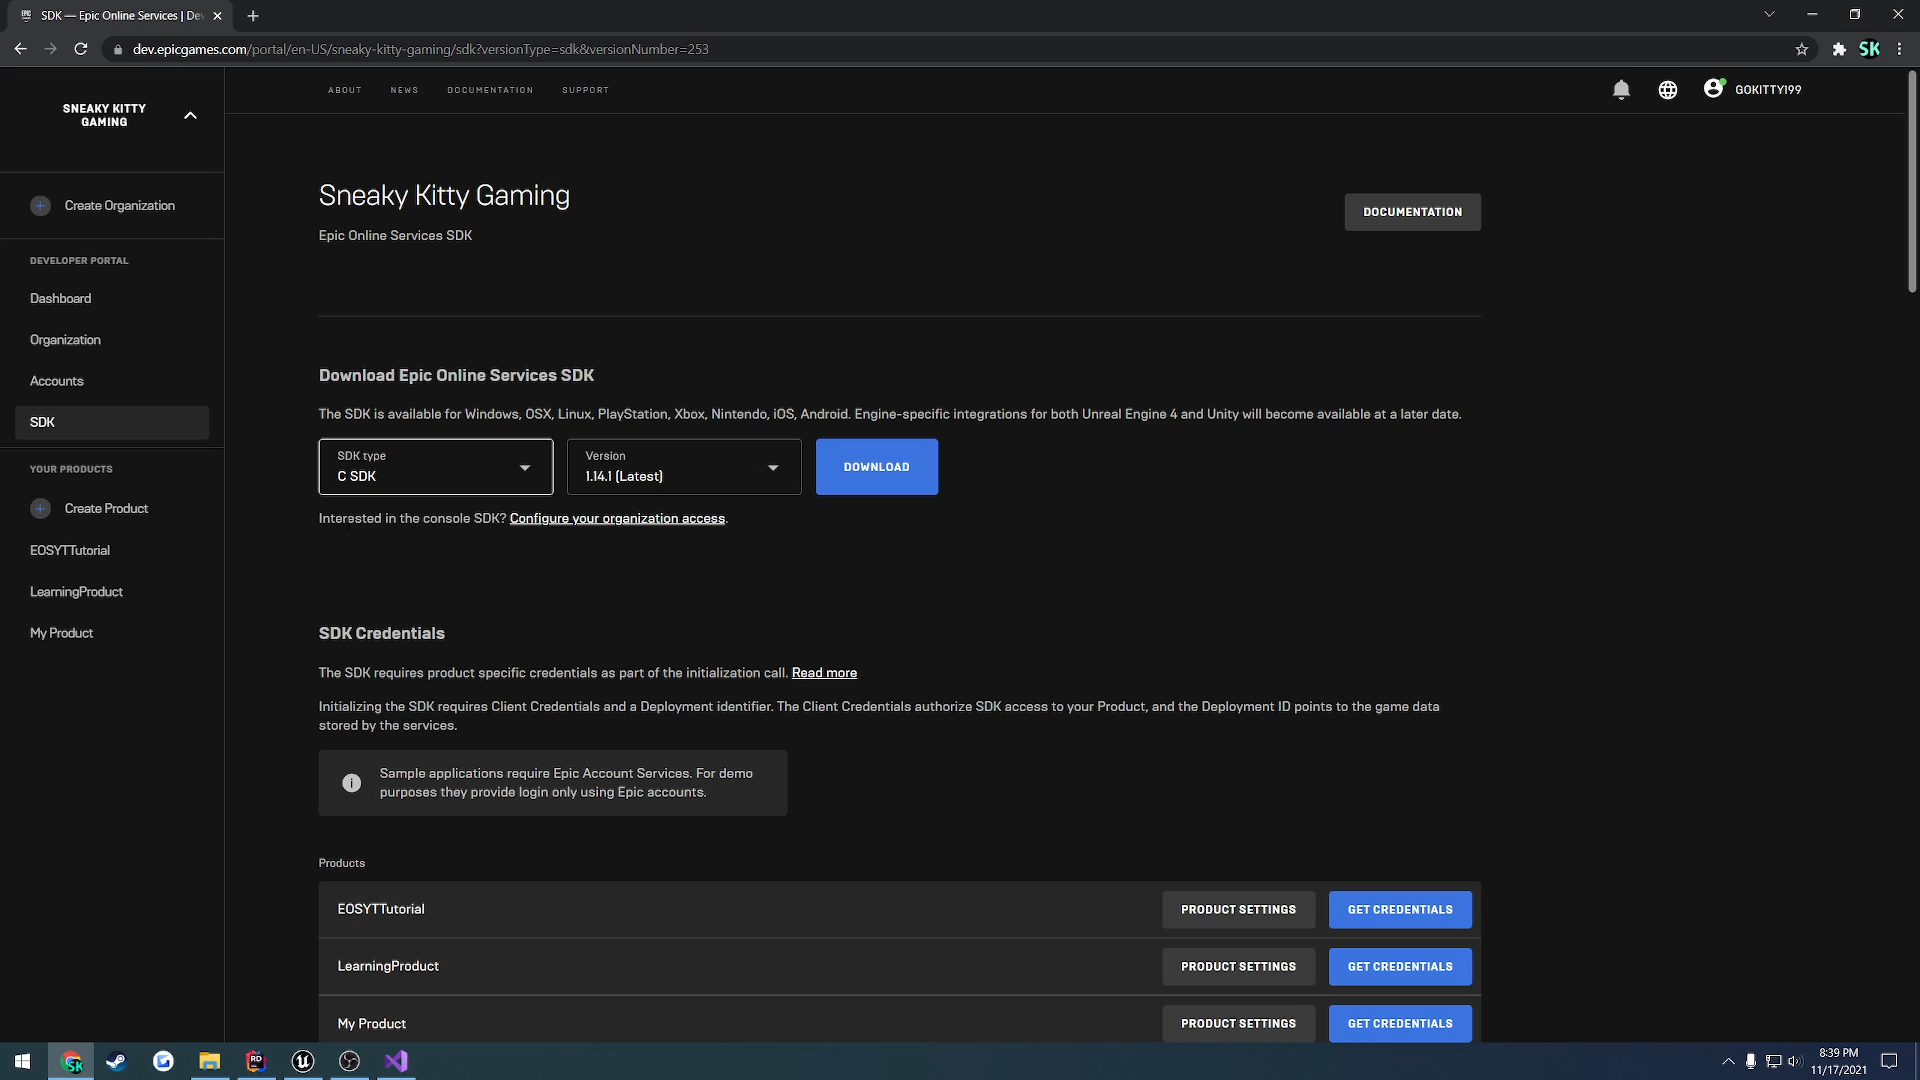 SDK — Epic Online Services | De
dev.epicgames.com/portal/en-US/sneaky-kitty-gaming/sdk?versionType=sdk&versionNumber=253
SK
SNEAKY KITTY
GAMING
ABOUT
NEWS
DOCUMENTATION
SUPPORT
GOKITTY199
Create Organization
DEVELOPER PORTAL
Dashboard
Organization
Accounts
SDK
YOUR PRODUCTS
Create Product
EOSYTTutorial
LearningProduct
My Product
Sneaky Kitty Gaming
Epic Online Services SDK
DOCUMENTATION
Download Epic Online Services SDK
The SDK is available for Windows, OSX, Linux, PlayStation, Xbox, Nintendo, iOS, Android. Engine-specific integrations for both Unreal Engine 4 and Unity will become available at a later date.
SDK type
C SDK
Version
1.14.1 (Latest)
DOWNLOAD
Interested in the console SDK? Configure your organization access.
SDK Credentials
The SDK requires product specific credentials as part of the initialization call. Read more
Initializing the SDK requires Client Credentials and a Deployment identifier. The Client Credentials authorize SDK access to your Product, and the Deployment ID points to the game data
stored by the services.
Sample applications require Epic Account Services. For demo
purposes they provide login only using Epic accounts.
Products
EOSYTTutorial
PRODUCT SETTINGS
GET CREDENTIALS
LearningProduct
PRODUCT SETTINGS
GET CREDENTIALS
My Product
PRODUCT SETTINGS
GET CREDENTIALS
SK
RD
8:39 PM
11/17/2021